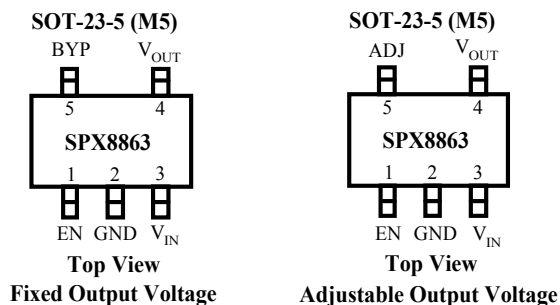 SOT-23-5 (M5)
BYP VOUT
5 4
SPX8863
1 2 3
EN GND VIN
Top View
Fixed Output Voltage
SOT-23-5 (M5)
ADJ VOUT
5 4
SPX8863
1 2 3
EN GND VIN
Top View
Adjustable Output Voltage